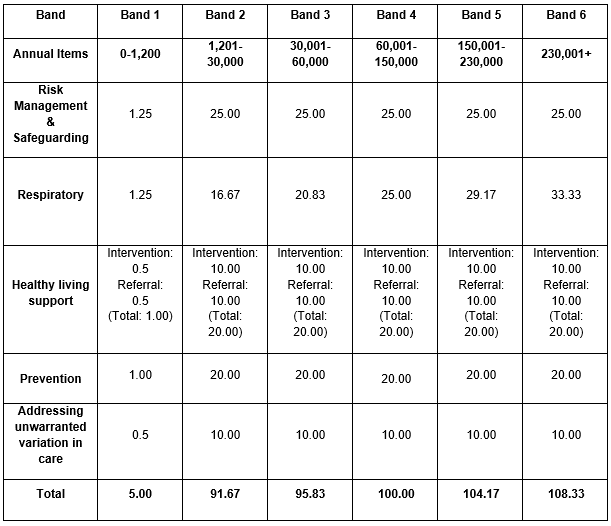 Band Band 1 Band 2 Band 3 Band 4 Band 5 Band 6
Annual Items 0-1,200 1,201- 30,001- 60,001- 150,001- 230,001+
30,000 60,000 150,000 230,000
Risk
Management
&
Safeguarding
1.25 25.00 25.00 25.00 25.00 25.00
Respiratory 1.25 16.67 20.83 25.00 29.17 33.33
Healthy living
support
Intervention: Intervention: Intervention: Intervention: Intervention: Intervention:
0.5 10.00 10.00 10.00 10.00 10.00
Referral: Referral: Referral: Referral: Referral: Referral:
0.5 10.00 10.00 10.00 10.00 10.00
(Total: 1.00) (Total: (Total: (Total: (Total: (Total:
20.00) 20.00) 20.00) 20.00) 20.00)
Prevention 1.00 20.00 20.00 20.00 20.00 20.00
Addressing
unwarranted
variation in
care
0.5 10.00 10.00 10.00 10.00 10.00
Total 5.00 91.67 95.83 100.00 104.17 108.33